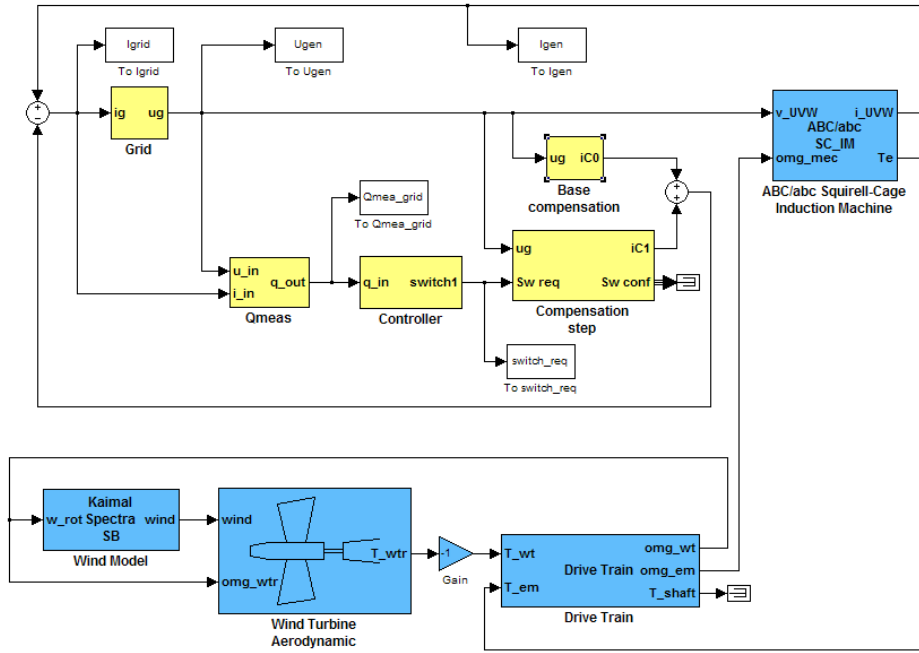 Igrid
To Igrid
Ugen
To Ugen
Igen
To Igen
+
−
ig
ug
Grid
v_UVW
i_UVW
ABC/abc
SC_IM
omg_mec
Te
ABC/abc Squirell-Cage
Induction Machine
ug
iC0
Base
compensation
+
+
Qmea_grid
To Qmea_grid
u_in
i_in
q_out
Qmeas
q_in
switch1
Controller
ug
iC1
Sw req
Sw conf
Compensation
step
switch_req
To switch_req
Kaimal
w_rot
Spectra
wind
SB
Wind Model
wind
T_wtr
omg_wtr
Wind Turbine
Aerodynamic
-1
Gain
T_wt
omg_wt
Drive Train
omg_em
T_em
T_shaft
Drive Train